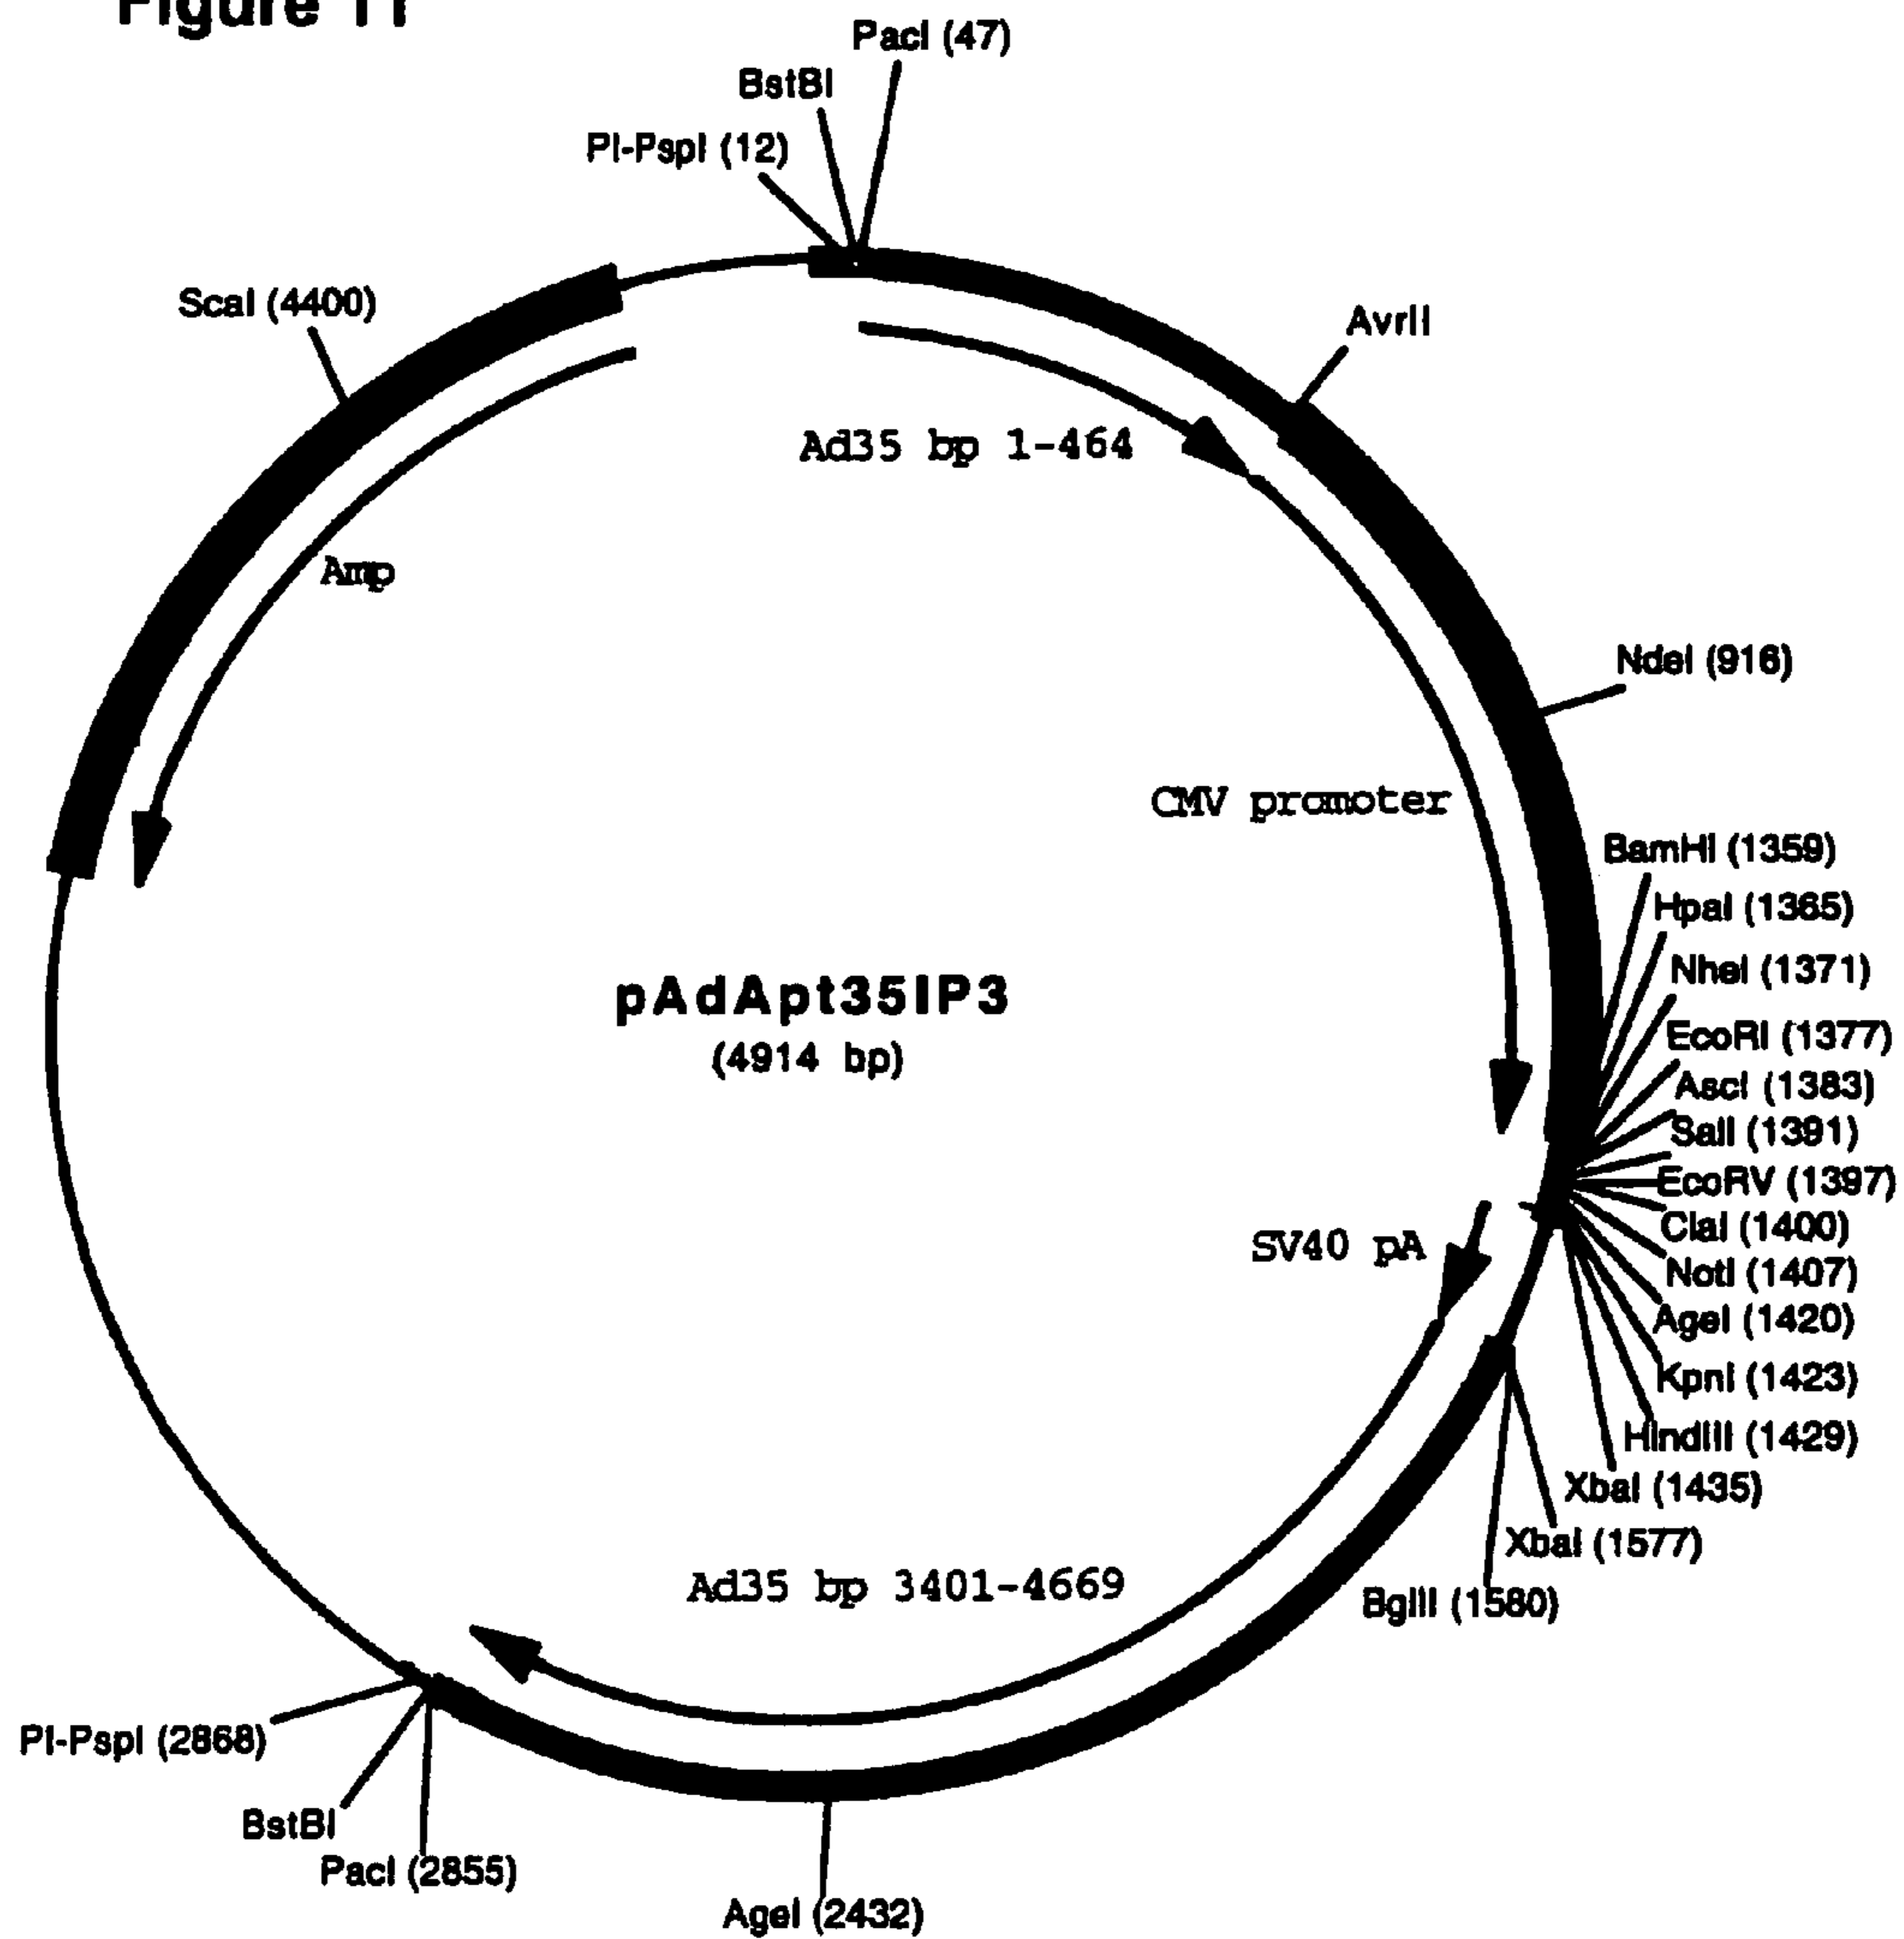 Figure 11
PacI (47)
BstBI
PI-PspI (12)
ScaI (4400)
AvrII
Ad35 bp 1-464
Amp
NdeI (916)
CMV promoter
BamHI (1359)
HpaI (1365)
NheI (1371)
pAdApt35IP3
(4914 bp)
EcoRI (1377)
AscI (1383)
SalI (1391)
EcoRV (1397)
ClaI (1400)
SV40 pA
NotI (1407)
AgeI (1420)
KpnI (1423)
HindIII (1429)
XbaI (1435)
XbaI (1577)
Ad35 bp 3401-4669
BglII (1580)
PI-PspI (2868)
BstBI
PacI (2855)
AgeI (2432)